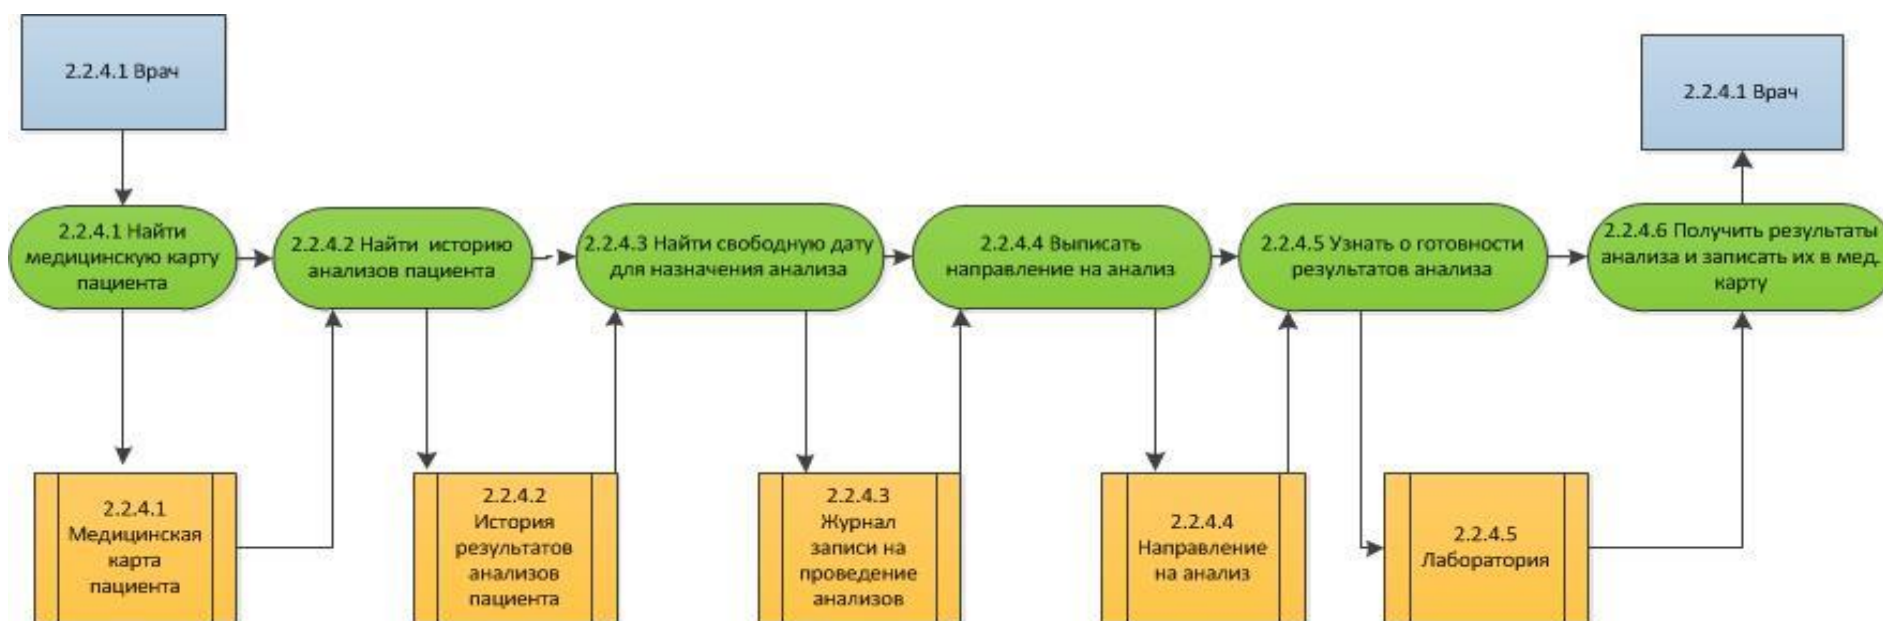 2.2.4.1 Врач
2.2.4.1 Врач
2.2.4.1 Найти
медицинскую карту
пациента
2.2.4.2 Найти историю
анализов пациента
2.2.4.3 Найти свободную дату
для назначения анализа
2.2.4.4 Выписать
направление на анализ
2.2.4.5 Узнать о готовности
результатов анализа
2.2.4.6 Получить результаты
анализа и записать их в мед.
карту
2.2.4.1
Медицинская
карта
пациента
2.2.4.2
История
результатов
анализов
пациента
2.2.4.3
Журнал
записи на
проведение
анализов
2.2.4.4
Направление
на анализ
2.2.4.5
Лаборатория